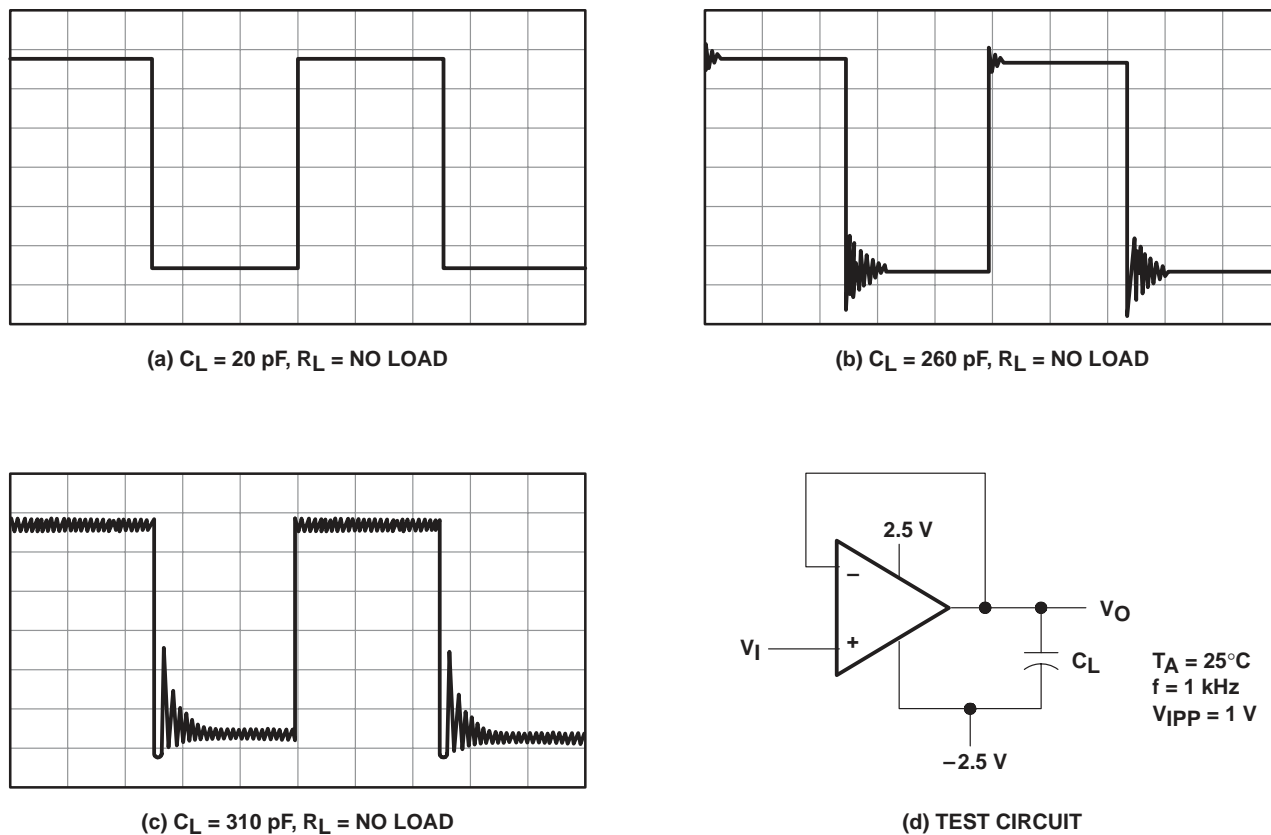 (a) CL = 20 pF, RL = NO LOAD
(b) CL = 260 pF, RL = NO LOAD
(c) CL = 310 pF, RL = NO LOAD
2.5 V
−
+
VI
VO
CL
−2.5 V
TA = 25°C
f = 1 kHz
VIPP = 1 V
(d) TEST CIRCUIT